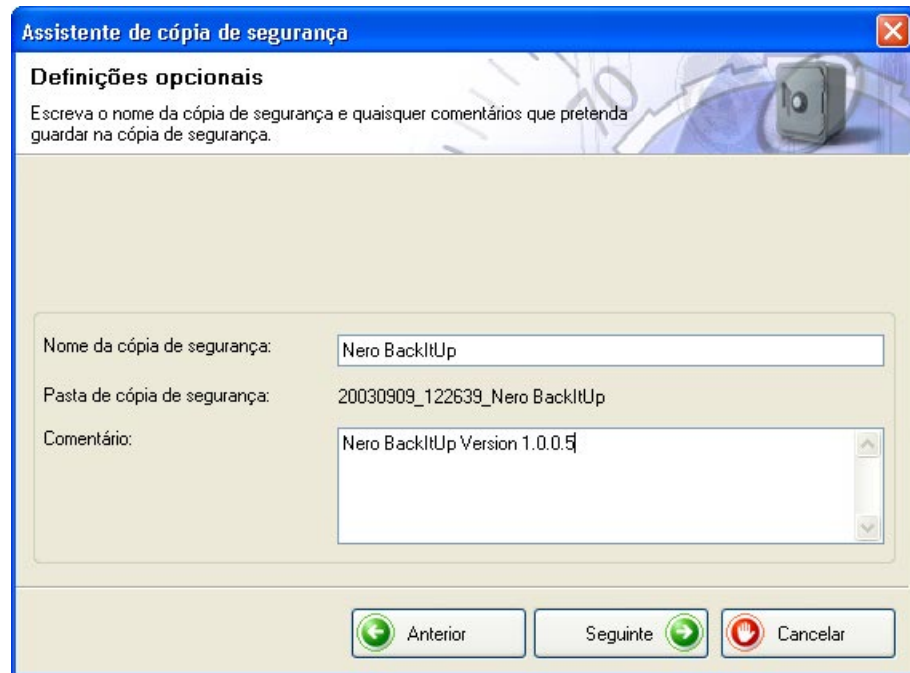 Assistente de cópia de segurança
Definições opcionais
Escreva o nome da cópia de segurança e quaisquer comentários que pretenda
guardar na cópia de segurança.
70
Nome da cópia de segurança:
Nero BackItUp
Pasta de cópia de segurança:
20030909_122639_Nero BackItUp
Comentário:
Nero BackItUp Version 1.0.0.5
Anterior
Seguinte
Cancelar